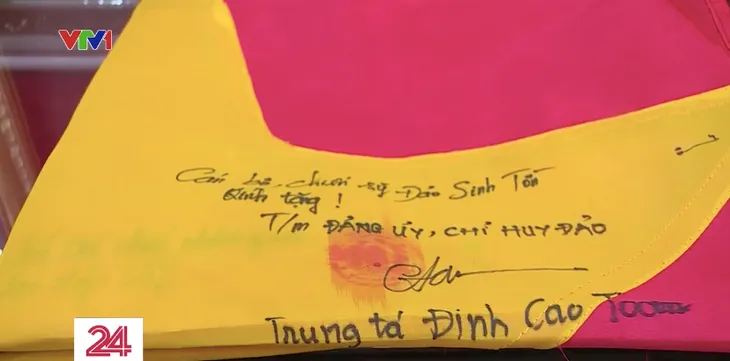 VTV1
Cán bộ, chiến sỹ Đảo Sinh Tồn
Kính tặng!
T/m ĐẢNG ỦY, CHỈ HUY ĐẢO
Trung tá Định Cao
24